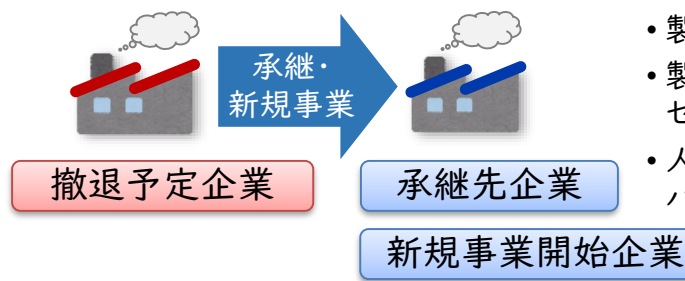 承継・
新規事業
撤退予定企業
承継先企業
新規事業開始企業
• 製
• 製
セ
• 人